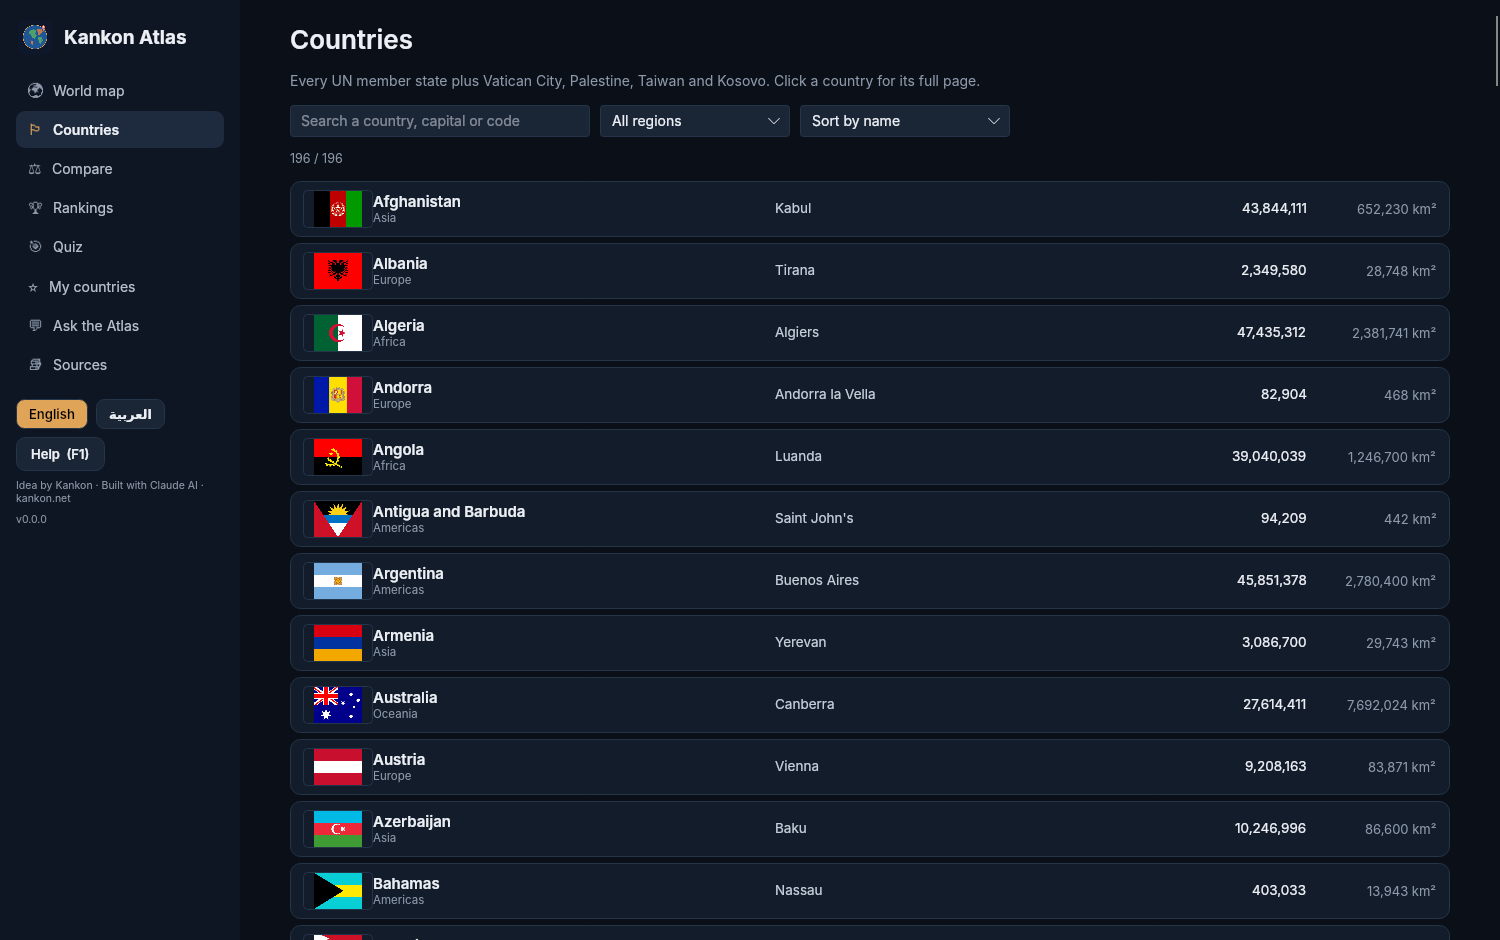 Kankon Atlas
World map
Countries
Compare
Rankings
Quiz
My countries
Ask the Atlas
Sources
English
العربية
Help (F1)
Idea by Kankon · Built with Claude AI ·
kankon.net
v0.0.0
Countries
Every UN member state plus Vatican City, Palestine, Taiwan and Kosovo. Click a country for its full page.
Search a country, capital or code
All regions
Sort by name
196 / 196
Afghanistan
Asia
Kabul
43,844,111
652,230 km²
Albania
Europe
Tirana
2,349,580
28,748 km²
Algeria
Africa
Algiers
47,435,312
2,381,741 km²
Andorra
Europe
Andorra la Vella
82,904
468 km²
Angola
Africa
Luanda
39,040,039
1,246,700 km²
Antigua and Barbuda
Americas
Saint John's
94,209
442 km²
Argentina
Americas
Buenos Aires
45,851,378
2,780,400 km²
Armenia
Asia
Yerevan
3,086,700
29,743 km²
Australia
Oceania
Canberra
27,614,411
7,692,024 km²
Austria
Europe
Vienna
9,208,163
83,871 km²
Azerbaijan
Asia
Baku
10,246,996
86,600 km²
Bahamas
Americas
Nassau
403,033
13,943 km²